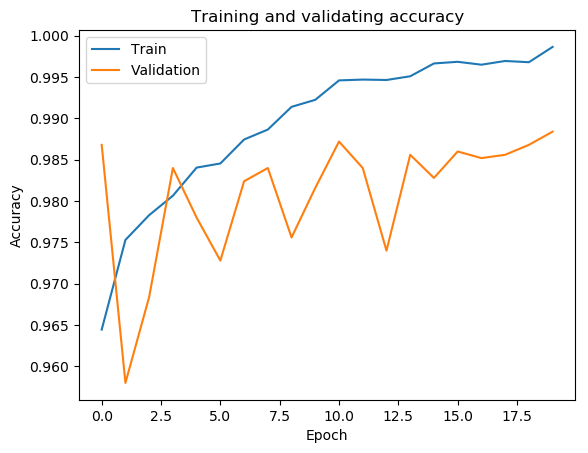 Training and validating accuracy
Train
Validation
1.000
0.995
0.990
0.985
0.980
0.975
0.970
0.965
0.960
Accuracy
0.0 2.5 5.0 7.5 10.0 12.5 15.0 17.5
Epoch